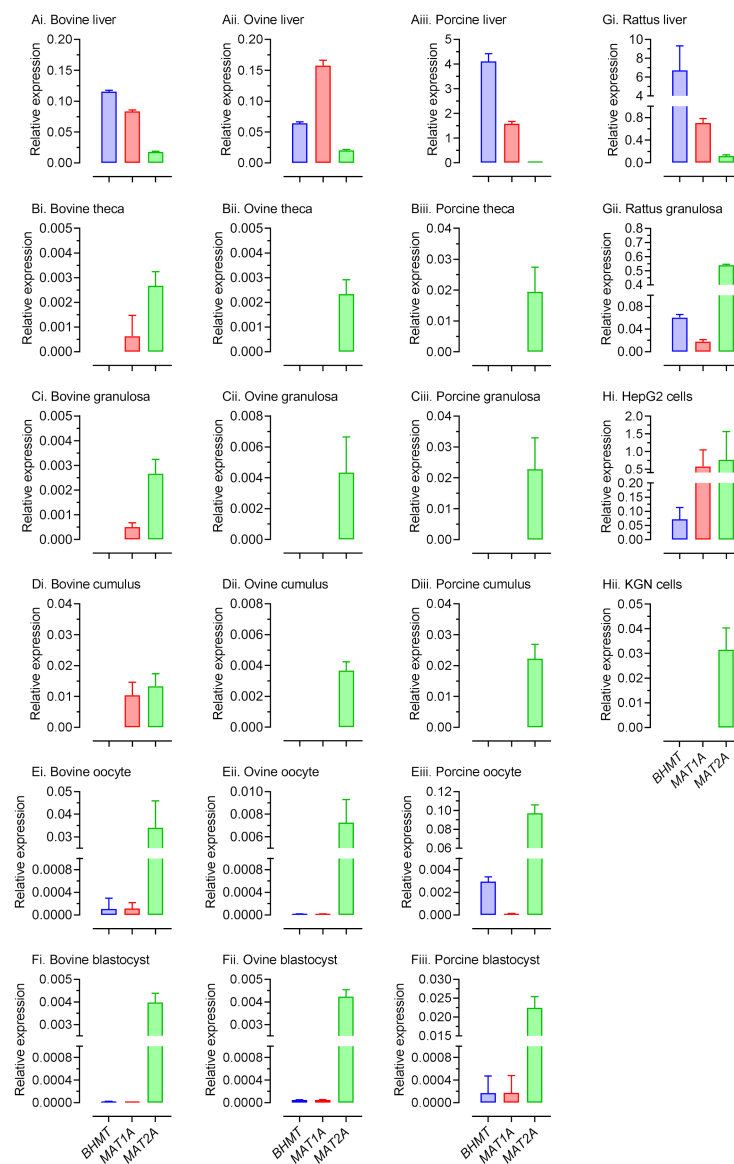 Ai. Bovine liver
Relative expression
0.20
0.15
0.10
0.05
0.00
Aii. Ovine liver
Relative expression
0.20
0.15
0.10
0.05
0.00
Aiii. Porcine liver
Relative expression
5
4
3
2
1
0
Gi. Rattus liver
Relative expression
10
8
6
4
0.8
0.4
0.0
Bi. Bovine theca
Relative expression
0.005
0.004
0.003
0.002
0.001
0.000
Bii. Ovine theca
Relative expression
0.005
0.004
0.003
0.002
0.001
0.000
Biii. Porcine theca
Relative expression
0.04
0.03
0.02
0.01
0.00
Gii. Rattus granulosa
Relative expression
0.8
0.7
0.6
0.5
0.4
0.08
0.04
0.00
Ci. Bovine granulosa
Relative expression
0.005
0.004
0.003
0.002
0.001
0.000
Cii. Ovine granulosa
Relative expression
0.008
0.006
0.004
0.002
0.000
Ciii. Porcine granulosa
Relative expression
0.04
0.03
0.02
0.01
0.00
Hi. HepG2 cells
Relative expression
2.0
1.5
1.0
0.5
0.20
0.15
0.10
0.05
0.00
Di. Bovine cumulus
Relative expression
0.04
0.03
0.02
0.01
0.00
Dii. Ovine cumulus
Relative expression
0.008
0.006
0.004
0.002
0.000
Diii. Porcine cumulus
Relative expression
0.04
0.03
0.02
0.01
0.00
Hii. KGN cells
Relative expression
0.05
0.04
0.03
0.02
0.01
0.00
BHMT
MAT1A
MAT2A
Ei. Bovine oocyte
Relative expression
0.05
0.04
0.03
0.0008
0.0004
0.0000
Eii. Ovine oocyte
Relative expression
0.010
0.008
0.006
0.0008
0.0004
0.0000
Eiii. Porcine oocyte
Relative expression
0.12
0.10
0.08
0.06
0.004
0.002
0.000
Fi. Bovine blastocyst
Relative expression
0.005
0.004
0.003
0.0008
0.0004
0.0000
BHMT
MAT1A
MAT2A
Fii. Ovine blastocyst
Relative expression
0.005
0.004
0.003
0.0008
0.0004
0.0000
BHMT
MAT1A
MAT2A
Fiii. Porcine blastocyst
Relative expression
0.030
0.025
0.020
0.015
0.0008
0.0004
0.0000
BHMT
MAT1A
MAT2A